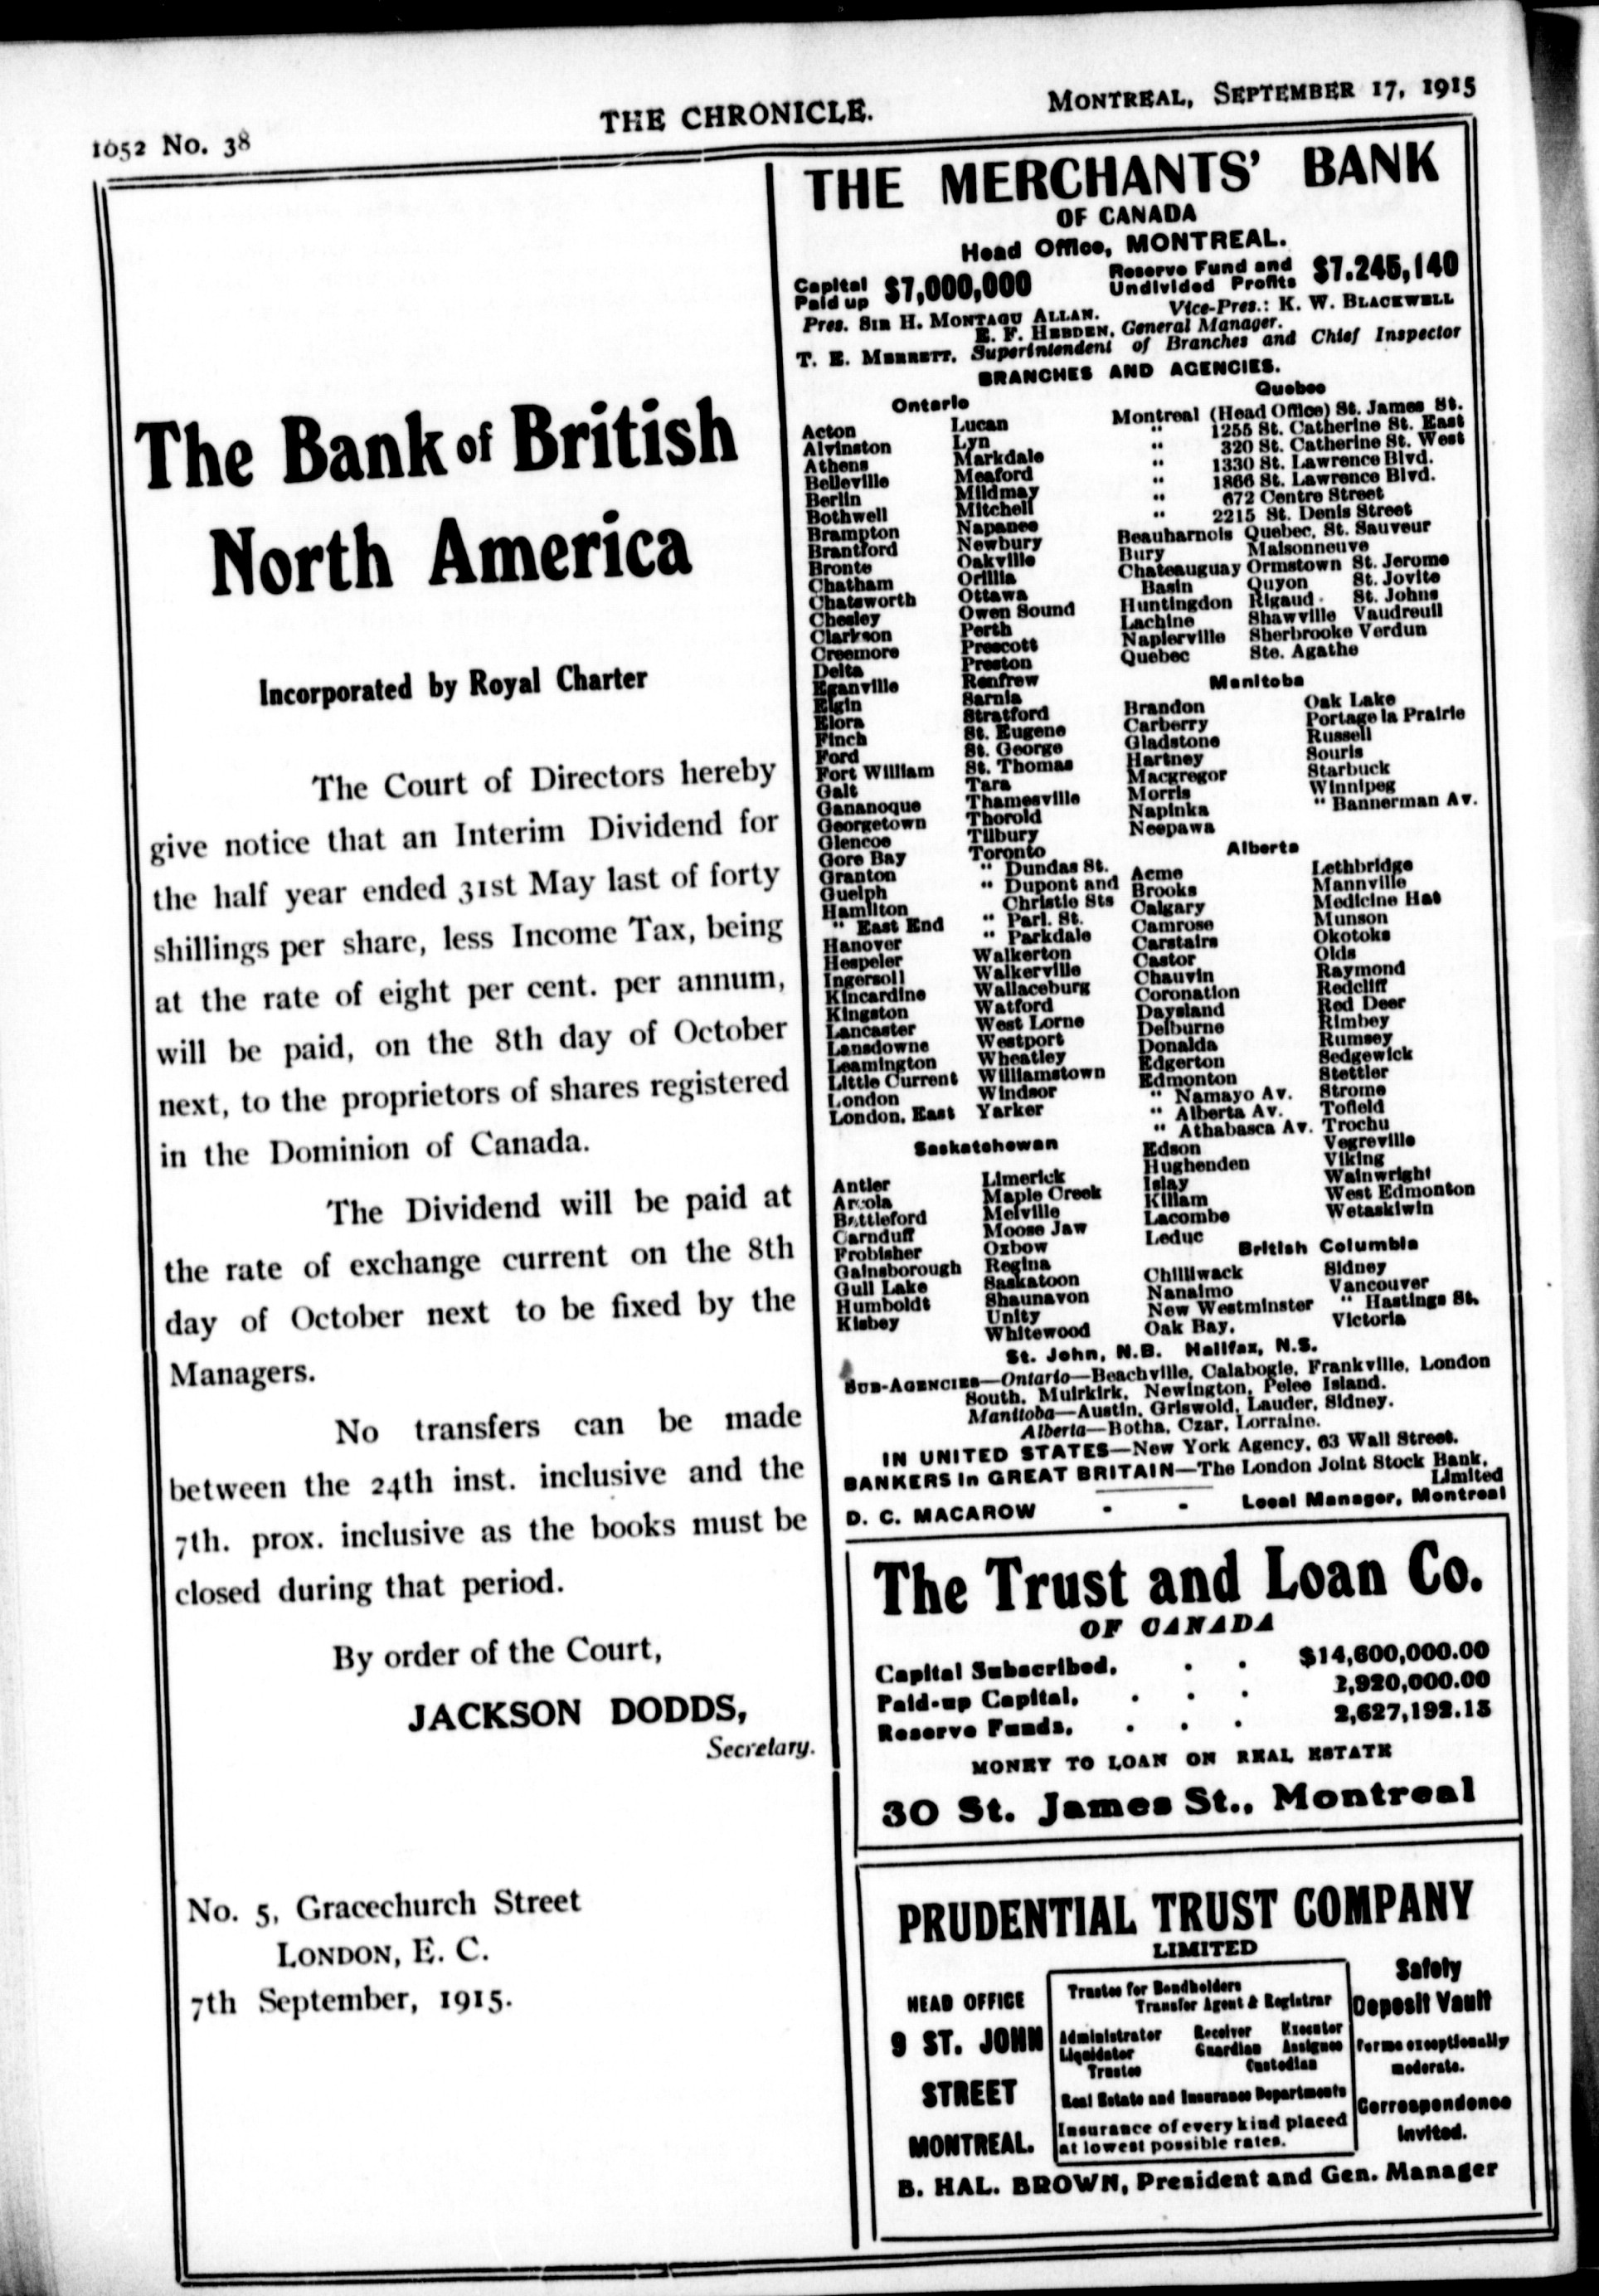 1052 No. 38
THE CHRONICLE.
MONTREAL, SEPTEMBER 17, 1915
The Bank of British
North America
Incorporated by Royal Charter
The Court of Directors hereby
give notice that an Interim Dividend for
the half year ended 31st May last of forty
shillings per share, less Income Tax, being
at the rate of eight per cent. per annum,
will be paid, on the 8th day of October
next, to the proprietors of shares registered
in the Dominion of Canada.
The Dividend will be paid at
the rate of exchange current on the 8th
day of October next to be fixed by the
Managers.
No transfers can be made
between the 24th inst. inclusive and the
7th. prox. inclusive as the books must be
closed during that period.
By order of the Court,
JACKSON DODDS,
Secretary.
No. 5, Gracechurch Street
LONDON, E. C.
7th September, 1915.
THE MERCHANTS' BANK
OF CANADA
Head Office, MONTREAL.
Capital Paid up $7,000,000
Reserve Fund and Undivided Profits $7.245,140
Pres. SIR H. MONTAGU ALLAN. Vice-Pres.: K. W. BLACKWELL
E. F. HEBDEN, General Manager.
T. E. MERRETT, Superintendent of Branches and Chief Inspector
BRANCHES AND AGENCIES.
Ontario
Acton
Alvinston
Athens
Belleville
Berlin
Bothwell
Brampton
Brantford
Bronte
Chatham
Chatsworth
Chesley
Clarkson
Creemore
Delta
Eganville
Elgin
Elora
Finch
Ford
Fort William
Galt
Gananoque
Georgetown
Glencoe
Gore Bay
Granton
Guelph
Hamilton
" East End
Hanover
Hespeler
Ingersoll
Kincardine
Kingston
Lancaster
Lansdowne
Leamington
Little Current
London
London, East
Lucan
Lyn
Markdale
Meaford
Mildmay
Mitchell
Napanee
Newbury
Oakville
Orillia
Ottawa
Owen Sound
Perth
Prescott
Preston
Renfrew
Sarnia
Stratford
St. Eugene
St. George
St. Thomas
Tara
Thamesville
Thorold
Tilbury
Toronto
" Dundas St.
" Dupont and
Christie Sts
" Parl. St.
" Parkdale
Walkerton
Walkerville
Wallaceburg
Watford
West Lorne
Westport
Wheatley
Williamstown
Windsor
Yarker
Quebec
Montreal (Head Office) St. James St.
" 1255 St. Catherine St. East
" 320 St. Catherine St. West
" 1330 St. Lawrence Blvd.
" 1866 St. Lawrence Blvd.
" 672 Centre Street
" 2215 St. Denis Street
Beauharnois Quebec, St. Sauveur
Bury Maisonneuve
Chateauguay Ormstown St. Jerome
Basin Quyon St. Jovite
Huntingdon Rigaud St. Johns
Lachine Shawville Vaudreuil
Napierville Sherbrooke Verdun
Quebec Ste. Agathe
Manitoba
Brandon
Carberry
Gladstone
Hartney
Macgregor
Morris
Napinka
Neepawa
Oak Lake
Portage la Prairie
Russell
Souris
Starbuck
Winnipeg
" Bannerman Av.
Alberta
Acme
Brooks
Calgary
Camrose
Carstairs
Castor
Chauvin
Coronation
Daysland
Delburne
Donalda
Edgerton
Edmonton
" Namayo Av.
" Alberta Av.
" Athabasca Av.
Edson
Hughenden
Islay
Killam
Lacombe
Leduc
Lethbridge
Mannville
Medicine Hat
Munson
Okotoks
Olds
Raymond
Redcliff
Red Deer
Rimbey
Rumsey
Sedgewick
Stettler
Strome
Tofield
Trochu
Vegreville
Viking
Wainwright
West Edmonton
Wetaskiwin
Saskatchewan
Antler
Arcola
Battleford
Carnduff
Frobisher
Gainsborough
Gull Lake
Humboldt
Kisbey
Limerick
Maple Creek
Melville
Moose Jaw
Oxbow
Regina
Saskatoon
Shaunavon
Unity
Whitewood
British Columbia
Chilliwack
Nanaimo
New Westminster
Oak Bay.
Sidney
Vancouver
" Hastings St.
Victoria
St. John, N.B. Halifax, N.S.
SUB-AGENCIES—Ontario—Beachville, Calabogie, Frankville, London
South, Muirkirk, Newington, Pelee Island.
Manitoba—Austin, Griswold, Lauder, Sidney.
Alberta—Botha, Czar, Lorraine.
IN UNITED STATES—New York Agency, 63 Wall Street.
BANKERS in GREAT BRITAIN—The London Joint Stock Bank,
Limited
D. C. MACAROW - - Local Manager, Montreal
The Trust and Loan Co.
OF CANADA
Capital Subscribed, . . $14,600,000.00
Paid-up Capital, . . . 2,920,000.00
Reserve Funds, . . . 2,627,192.13
MONEY TO LOAN ON REAL ESTATE
30 St. James St., Montreal
PRUDENTIAL TRUST COMPANY
LIMITED
HEAD OFFICE
9 ST. JOHN
STREET
MONTREAL.
Trustee for Bondholders
Transfer Agent & Registrar
Administrator Receiver Executor
Liquidator Guardian Assignee
Trustee Custodian
Real Estate and Insurance Departments
Insurance of every kind placed
at lowest possible rates.
Safety
Deposit Vault
Terms exceptionally
moderate.
Correspondence
Invited.
B. HAL. BROWN, President and Gen. Manager